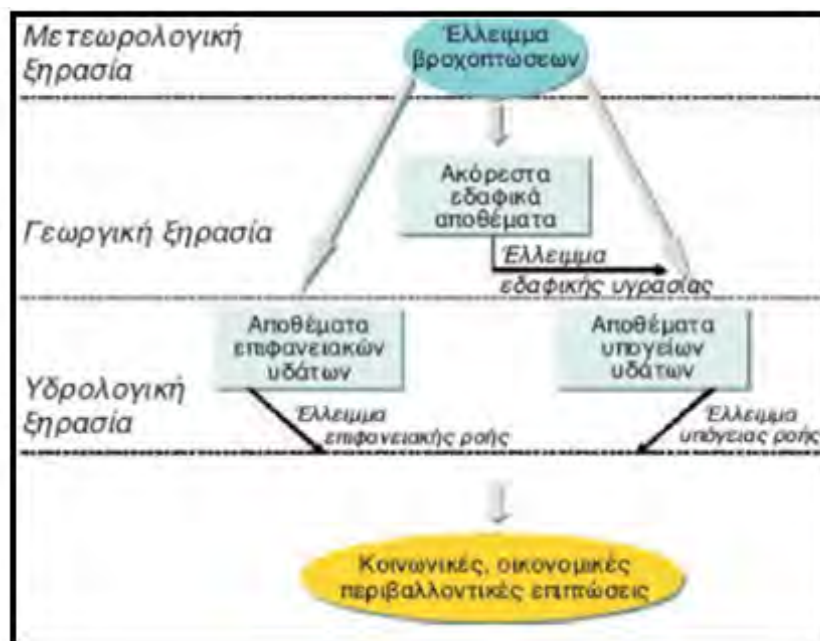 Μετεωρολογική
ξηρασία
Έλλειμμα
βροχοπτώσεων
Ακόρεστα
εδαφικά
αποθέματα
Γεωργική ξηρασία
Έλλειμμα
εδαφικής υγρασίας
Αποθέματα
επιφανειακών
υδάτων
Αποθέματα
υπογείων
υδάτων
Υδρολογική
ξηρασία
Έλλειμμα
επιφανειακής ροής
Έλλειμμα
υπόγειας ροής
Κοινωνικές, οικονομικές
περιβαλλοντικές επιπτώσεις